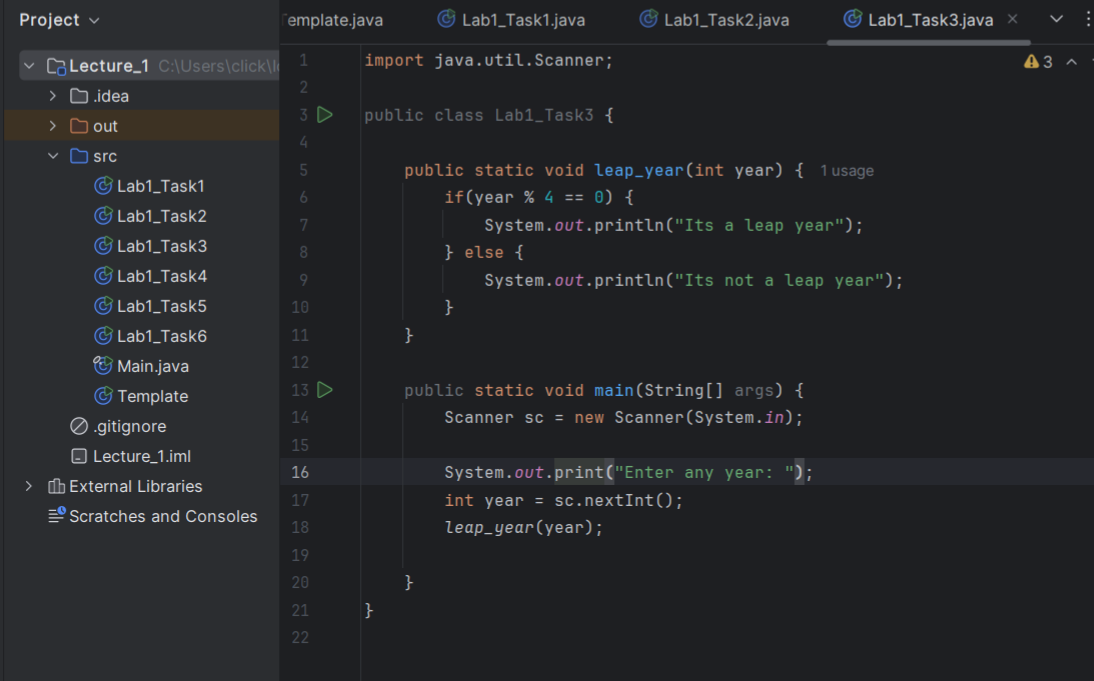 Project
Lecture_1 C:\Users\click\
.idea
out
src
Lab1_Task1
Lab1_Task2
Lab1_Task3
Lab1_Task4
Lab1_Task5
Lab1_Task6
Main.java
Template
.gitignore
Lecture_1.iml
External Libraries
Scratches and Consoles
emplate.java Lab1_Task1.java Lab1_Task2.java Lab1_Task3.java
3
1 import java.util.Scanner;
2
3 public class Lab1_Task3 {
4
5 public static void leap_year(int year) { 1 usage
6 if(year % 4 == 0) {
7 System.out.println("Its a leap year");
8 } else {
9 System.out.println("Its not a leap year");
10 }
11 }
12
13 public static void main(String[] args) {
14 Scanner sc = new Scanner(System.in);
15
16 System.out.print("Enter any year: ");
17 int year = sc.nextInt();
18 leap_year(year);
19
20 }
21 }
22